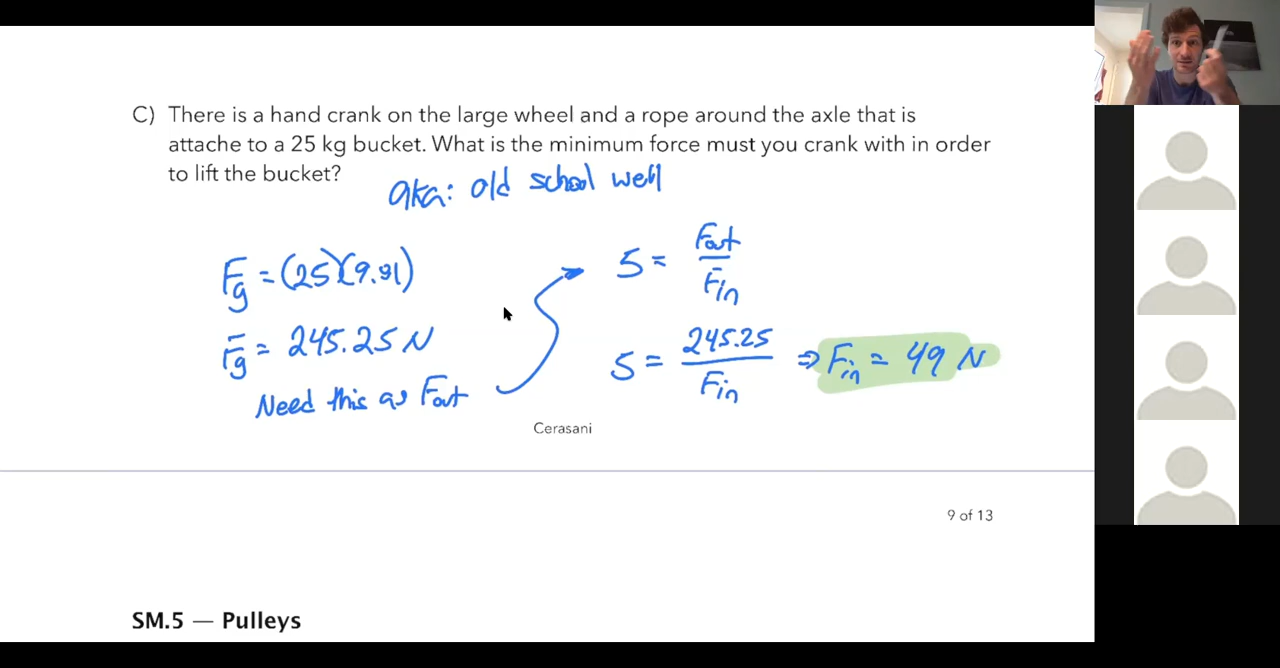 C) There is a hand crank on the large wheel and a rope around the axle that is
attache to a 25 kg bucket. What is the minimum force must you crank with in order
to lift the bucket?
aka: old school well
Fg = (25)(9.81)
Fg = 245.25 N
Need this as Fout
5 = Fout / Fin
5 = 245.25 / Fin ⇒ Fin = 49 N
Cerasani
9 of 13
SM.5 — Pulleys